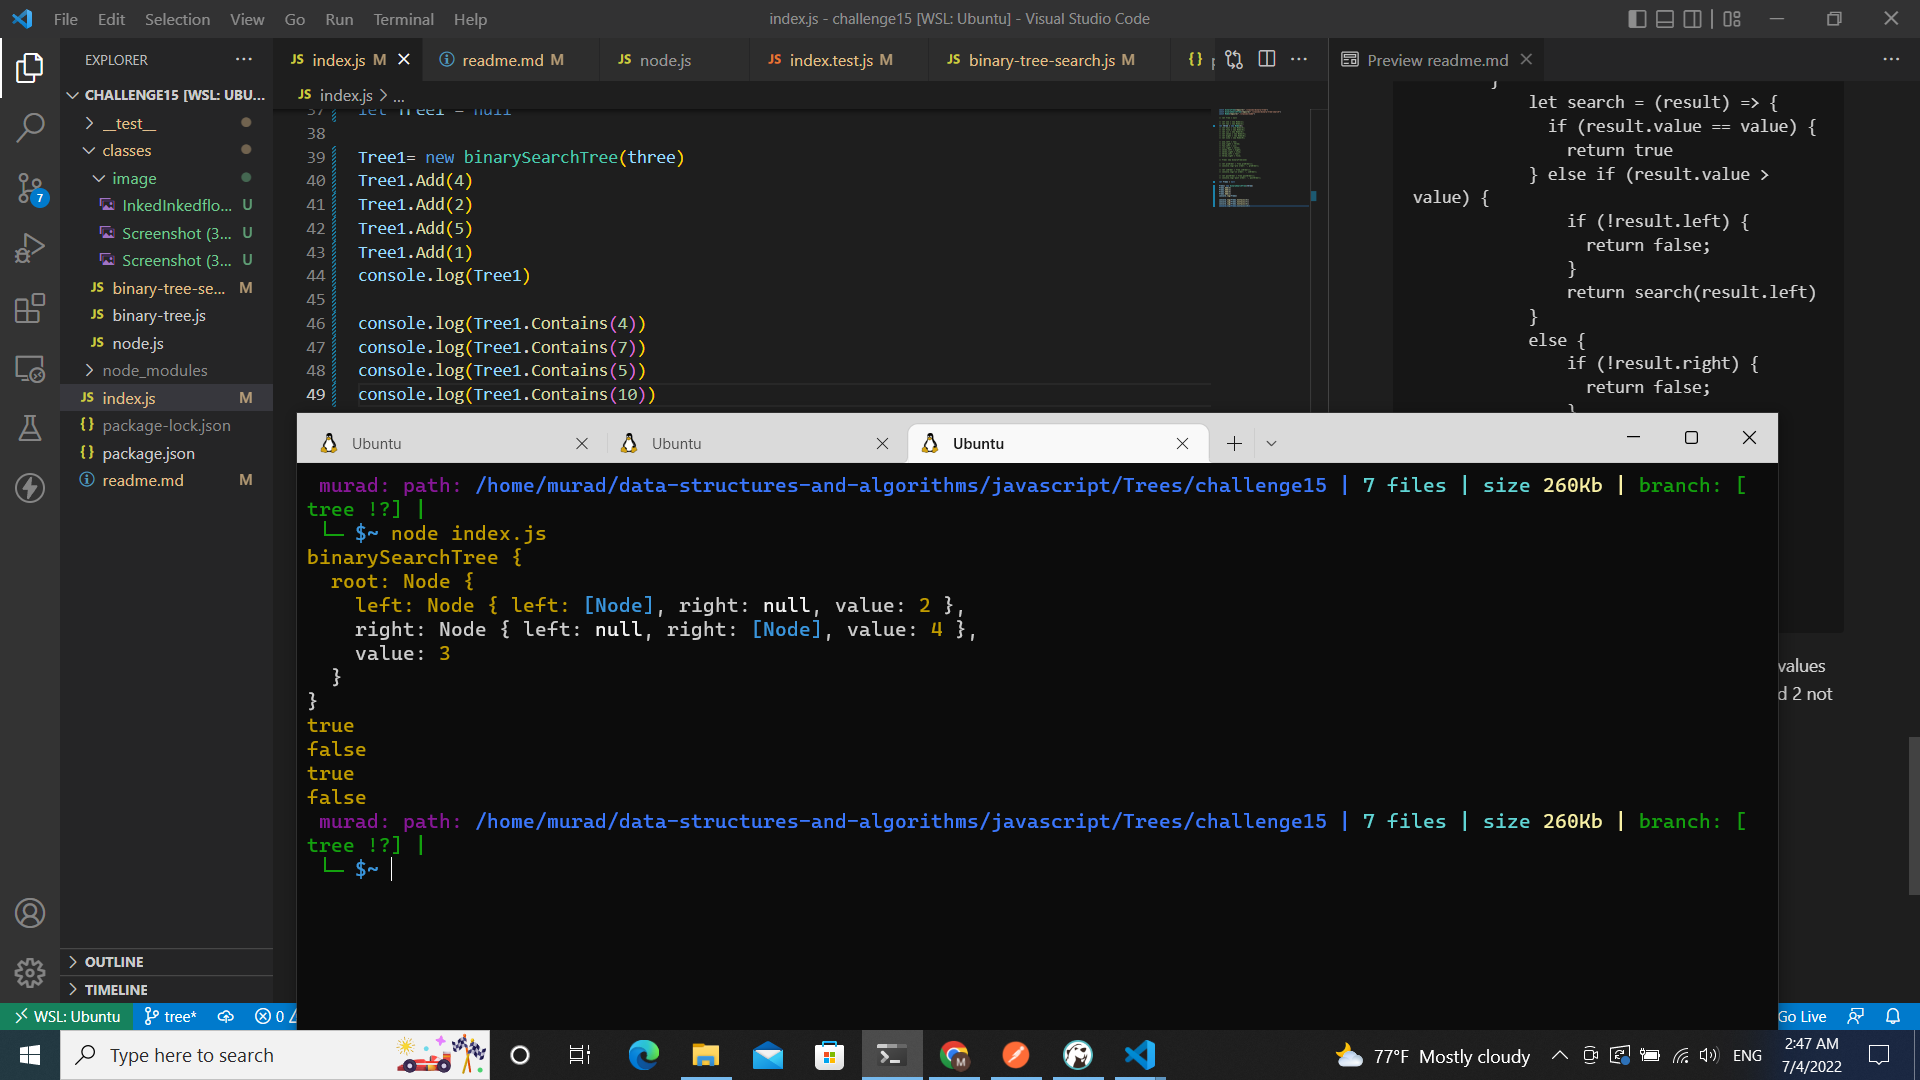 File Edit Selection View Go Run Terminal Help
index.js - challenge15 [WSL: Ubuntu] - Visual Studio Code
EXPLORER
CHALLENGE15 [WSL: UBU...
__test__
classes
image
InkedInkedflo... U
Screenshot (3... U
Screenshot (3... U
JS binary-tree-se... M
JS binary-tree.js
JS node.js
node_modules
JS index.js M
{} package-lock.json
{} package.json
readme.md M
OUTLINE
TIMELINE
7
JS index.js M
readme.md M
JS node.js
JS index.test.js M
JS binary-tree-search.js M
{} p
JS index.js > ...
37 let Tree1 = null
38
39 Tree1= new binarySearchTree(three)
40 Tree1.Add(4)
41 Tree1.Add(2)
42 Tree1.Add(5)
43 Tree1.Add(1)
44 console.log(Tree1)
45
46 console.log(Tree1.Contains(4))
47 console.log(Tree1.Contains(7))
48 console.log(Tree1.Contains(5))
49 console.log(Tree1.Contains(10))
Preview readme.md
}
let search = (result) => {
if (result.value == value) {
return true
} else if (result.value >
value) {
if (!result.left) {
return false;
}
return search(result.left)
}
else {
if (!result.right) {
return false;
}
values
d 2 not
Ubuntu
Ubuntu
Ubuntu
murad: path: /home/murad/data-structures-and-algorithms/javascript/Trees/challenge15 | 7 files | size 260Kb | branch: [
tree !?] |
└─ $~ node index.js
binarySearchTree {
root: Node {
left: Node { left: [Node], right: null, value: 2 },
right: Node { left: null, right: [Node], value: 4 },
value: 3
}
}
true
false
true
false
murad: path: /home/murad/data-structures-and-algorithms/javascript/Trees/challenge15 | 7 files | size 260Kb | branch: [
tree !?] |
└─ $~
WSL: Ubuntu
tree*
0
Go Live
Type here to search
M
77°F Mostly cloudy
ENG
2:47 AM
7/4/2022